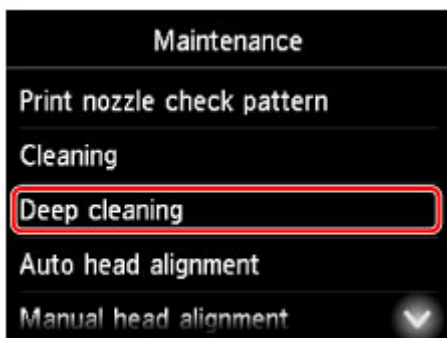 Maintenance
Print nozzle check pattern
Cleaning
Deep cleaning
Auto head alignment
Manual head alignment